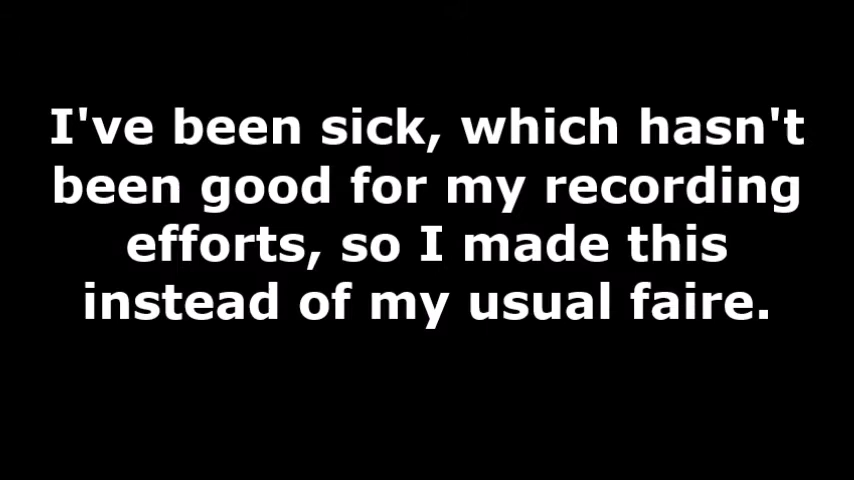 I've been sick, which hasn't
been good for my recording
efforts, so I made this
instead of my usual faire.